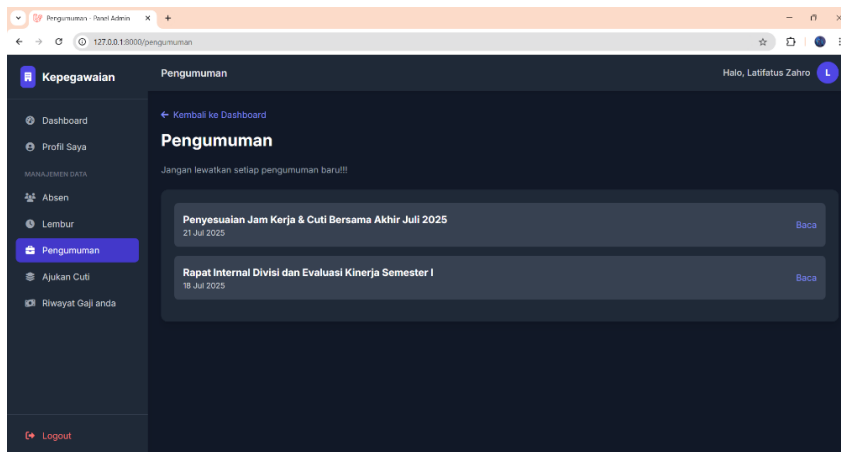 Pengumuman - Panel Admin
127.0.0.1:8000/pengumuman
Kepegawaian
Pengumuman
Halo, Latifatus Zahro
L
Dashboard
Profil Saya
MANAJEMEN DATA
Absen
Lembur
Pengumuman
Ajukan Cuti
Riwayat Gaji anda
Logout
← Kembali ke Dashboard
Pengumuman
Jangan lewatkan setiap pengumuman baru!!!
Penyesuaian Jam Kerja & Cuti Bersama Akhir Juli 2025
21 Jul 2025
Baca
Rapat Internal Divisi dan Evaluasi Kinerja Semester I
18 Jul 2025
Baca